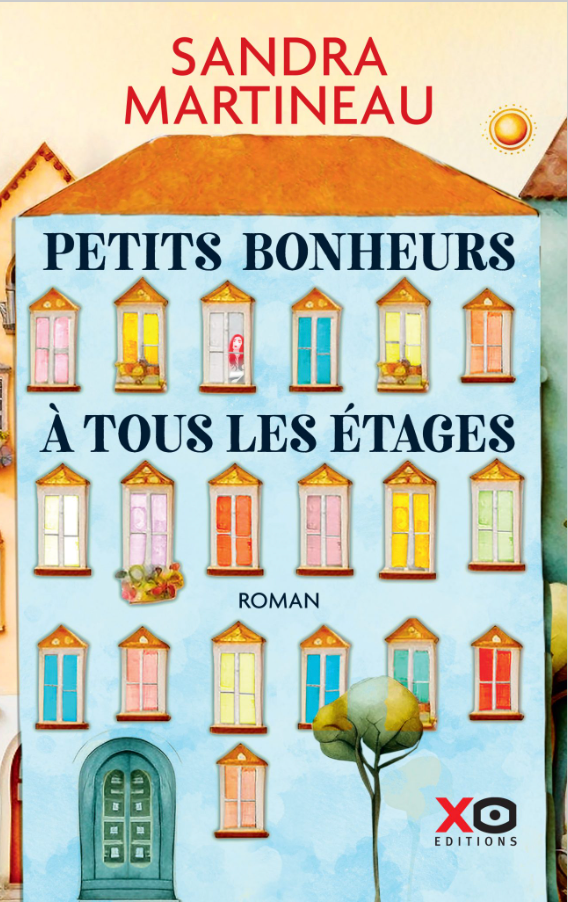 SANDRA
MARTINEAU
PETITS BONHEURS
À TOUS LES ÉTAGES
ROMAN
XO
EDITIONS